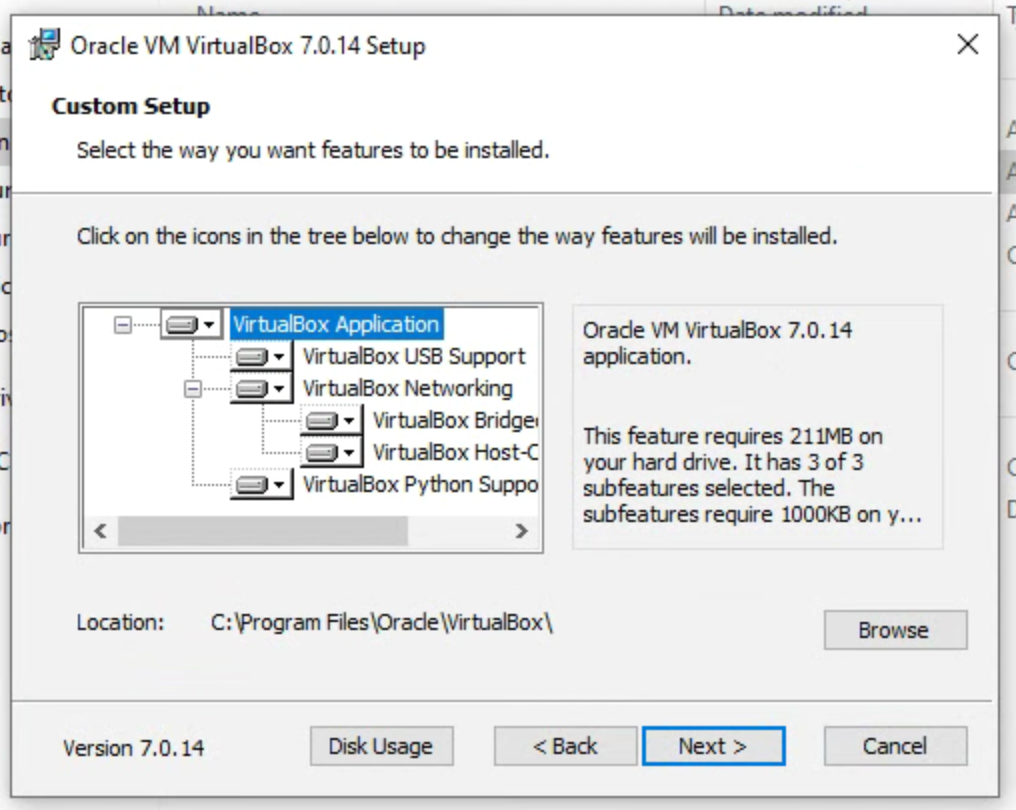 Name
Date modified
Oracle VM VirtualBox 7.0.14 Setup
Custom Setup
Select the way you want features to be installed.
Click on the icons in the tree below to change the way features will be installed.
VirtualBox Application
VirtualBox USB Support
VirtualBox Networking
VirtualBox Bridge
VirtualBox Host-C
VirtualBox Python Suppo
Oracle VM VirtualBox 7.0.14
application.
This feature requires 211MB on
your hard drive. It has 3 of 3
subfeatures selected. The
subfeatures require 1000KB on y...
Location: C:\Program Files\Oracle\VirtualBox\
Browse
Version 7.0.14
Disk Usage
< Back
Next >
Cancel